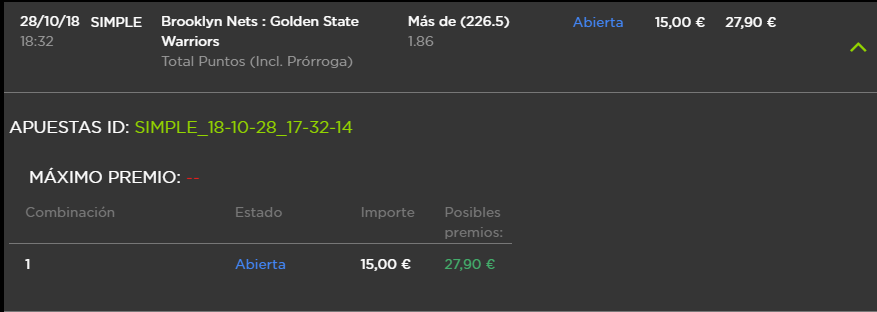 28/10/18 SIMPLE Brooklyn Nets : Golden State Más de (226.5) Abierta 15,00 € 27,90 €
18:32 Warriors 1.86
Total Puntos (Incl. Prórroga)
APUESTAS ID: SIMPLE_18-10-28_17-32-14
MÁXIMO PREMIO: --
Combinación Estado Importe Posibles
premios:
1 Abierta 15,00 € 27,90 €